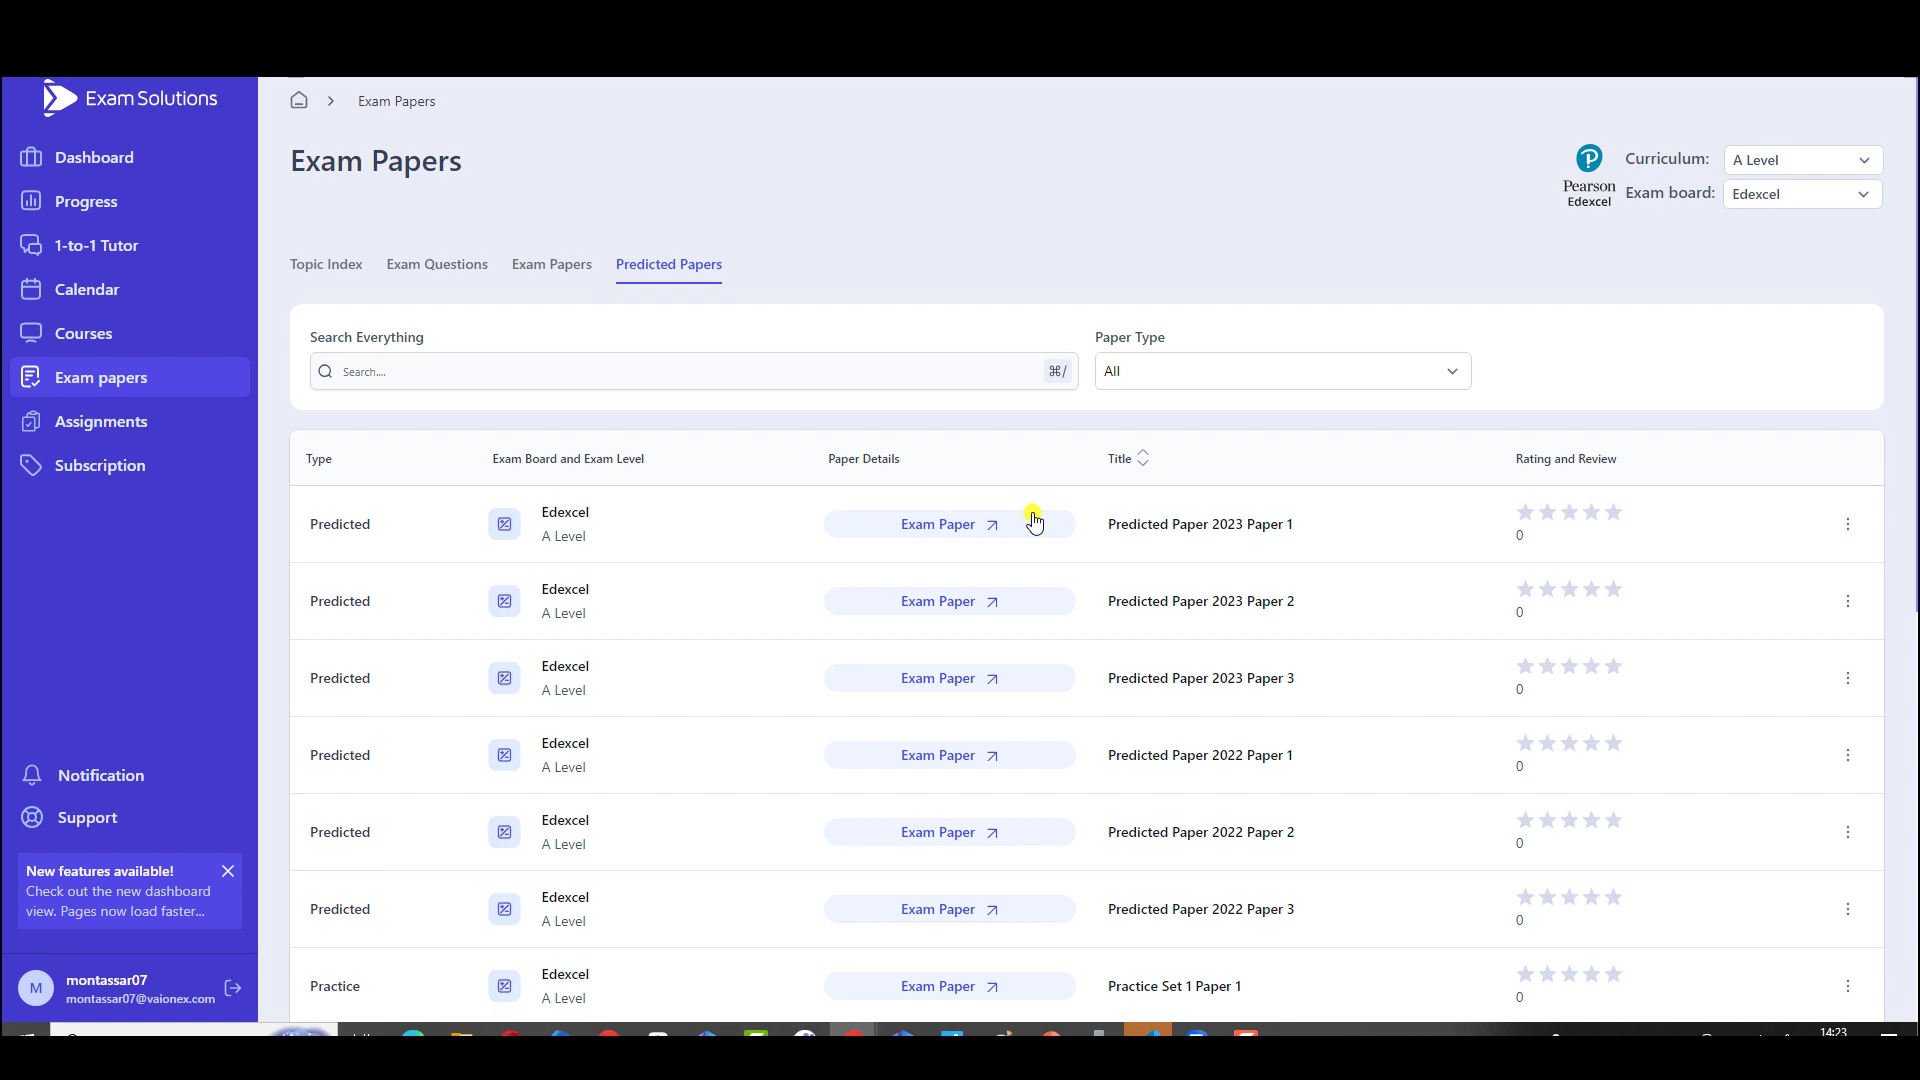 Exam Solutions
Dashboard
Progress
1-to-1 Tutor
Calendar
Courses
Exam papers
Assignments
Subscription
Notification
Support
New features available!
Check out the new dashboard
view. Pages now load faster...
M
montassar07
montassar07@vaionex.com
Exam Papers
Exam Papers
Pearson
Edexcel
Curriculum: A Level
Exam board: Edexcel
Topic Index Exam Questions Exam Papers Predicted Papers
Search Everything Paper Type
Search.... ⌘/ All
Type Exam Board and Exam Level Paper Details Title Rating and Review
Predicted Edexcel A Level Exam Paper Predicted Paper 2023 Paper 1 0
Predicted Edexcel A Level Exam Paper Predicted Paper 2023 Paper 2 0
Predicted Edexcel A Level Exam Paper Predicted Paper 2023 Paper 3 0
Predicted Edexcel A Level Exam Paper Predicted Paper 2022 Paper 1 0
Predicted Edexcel A Level Exam Paper Predicted Paper 2022 Paper 2 0
Predicted Edexcel A Level Exam Paper Predicted Paper 2022 Paper 3 0
Practice Edexcel A Level Exam Paper Practice Set 1 Paper 1 0
14:23